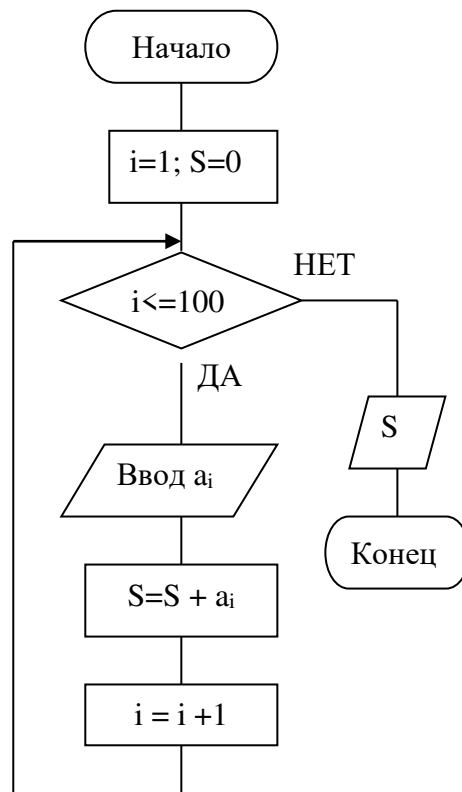 Начало
i=1; S=0
НЕТ
i<=100
ДА
S
Ввод aᵢ
Конец
S=S + aᵢ
i = i +1